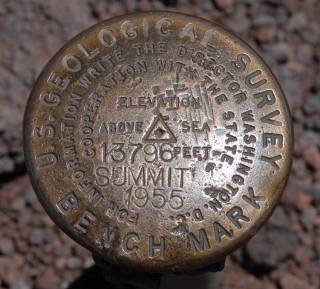 U.S. GEOLOGICAL SURVEY
BENCH MARK
FOR INFORMATION WRITE THE DIRECTOR WASHINGTON, D.C.
COOPERATION WITH THE STATE
ELEVATION
ABOVE SEA
13796 FEET
SUMMIT
1955